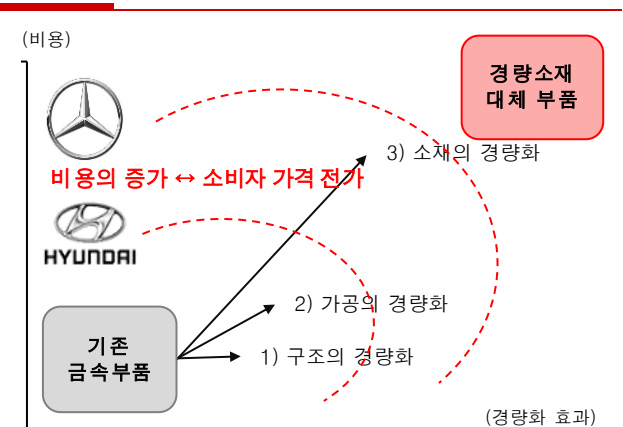 (비용)
경량소재
대체 부품
3) 소재의 경량화
비용의 증가 ↔ 소비자 가격 전가
HYUNDAI
2) 가공의 경량화
기존
금속부품
1) 구조의 경량화
(경량화 효과)